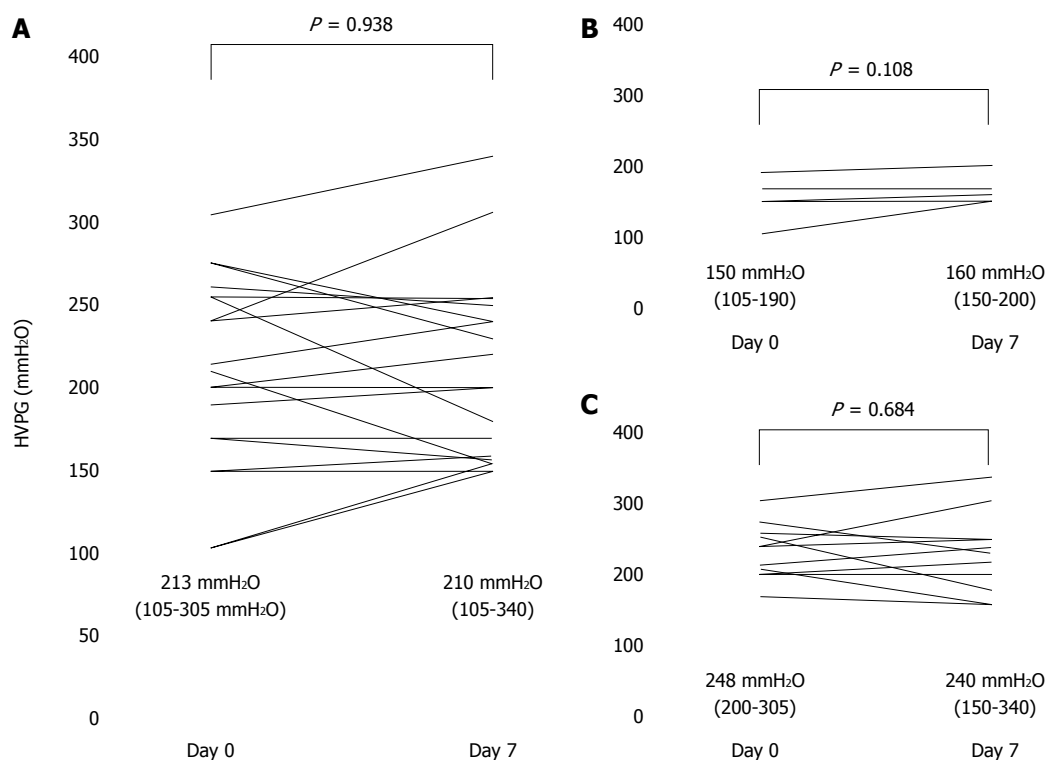 A
P = 0.938
HVPG (mmH₂O)
400
350
300
250
200
150
100
50
0
213 mmH₂O
(105-305 mmH₂O)
210 mmH₂O
(105-340)
Day 0
Day 7
B
P = 0.108
400
300
200
100
0
150 mmH₂O
(105-190)
160 mmH₂O
(150-200)
Day 0
Day 7
C
P = 0.684
400
300
200
100
0
248 mmH₂O
(200-305)
240 mmH₂O
(150-340)
Day 0
Day 7